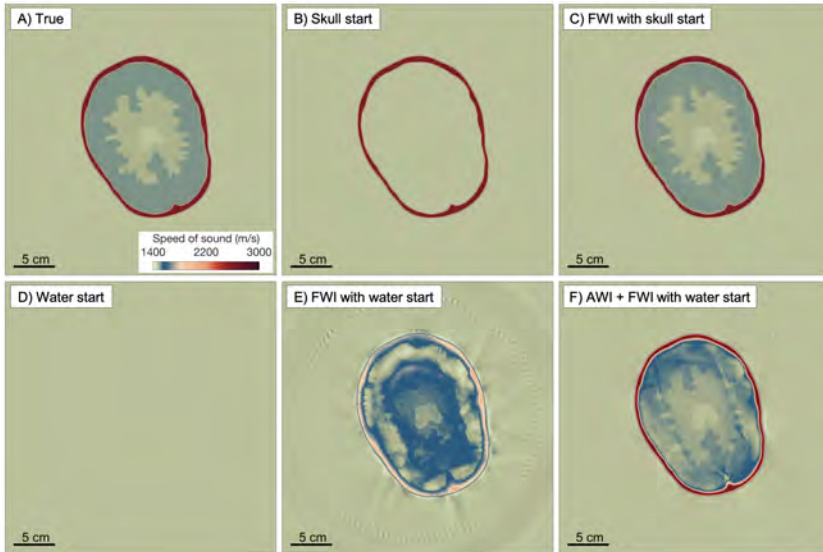 A) True
B) Skull start
C) FWI with skull start
Speed of sound (m/s)
1400 2200 3000
5 cm
5 cm
5 cm
D) Water start
E) FWI with water start
F) AWI + FWI with water start
5 cm
5 cm
5 cm